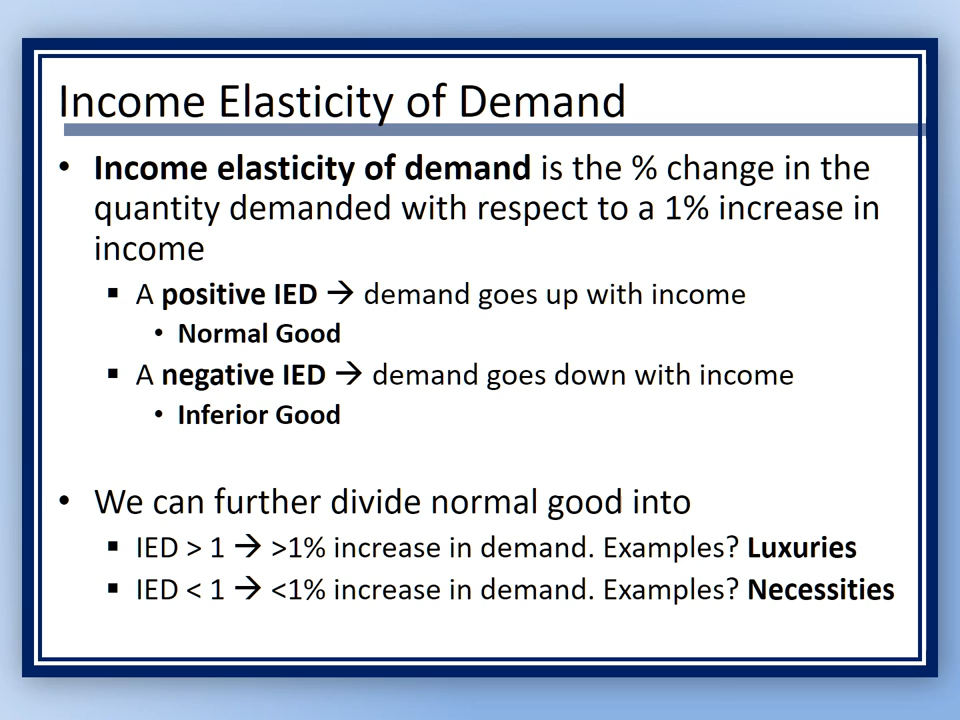 Income Elasticity of Demand
• Income elasticity of demand is the % change in the
quantity demanded with respect to a 1% increase in
income
▪ A positive IED → demand goes up with income
• Normal Good
▪ A negative IED → demand goes down with income
• Inferior Good
• We can further divide normal good into
▪ IED > 1 → >1% increase in demand. Examples? Luxuries
▪ IED < 1 → <1% increase in demand. Examples? Necessities